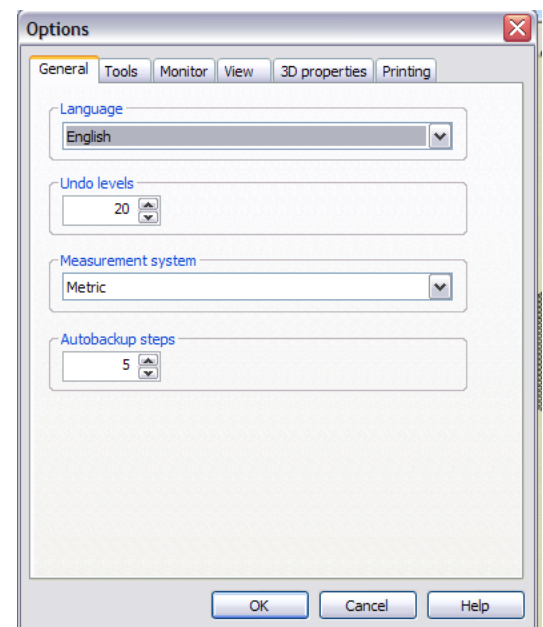 Options
General Tools Monitor View 3D properties Printing
Language
English
Undo levels
20
Measurement system
Metric
Autobackup steps
5
OK Cancel Help